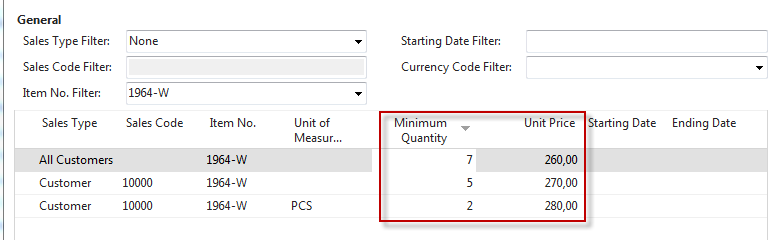 General
Sales Type Filter: None Starting Date Filter:
Sales Code Filter: Currency Code Filter:
Item No. Filter: 1964-W
Sales Type Sales Code Item No. Unit of Measur... Minimum Quantity Unit Price Starting Date Ending Date
All Customers 1964-W 7 260,00
Customer 10000 1964-W 5 270,00
Customer 10000 1964-W PCS 2 280,00